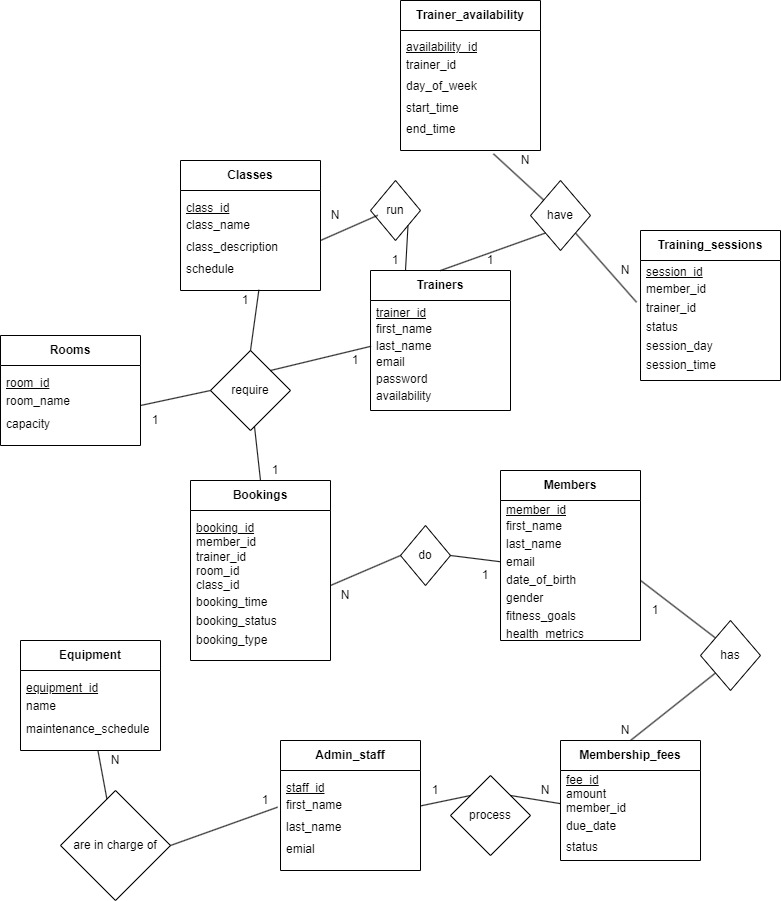 Trainer_availability
availability_id
trainer_id
day_of_week
start_time
end_time
N
Classes
class_id
class_name
class_description
schedule
N
run
1
have
1
N
Training_sessions
session_id
member_id
trainer_id
status
session_day
session_time
Trainers
trainer_id
first_name
last_name
email
password
availability
1
Rooms
room_id
room_name
capacity
1
require
1
1
Bookings
booking_id
member_id
trainer_id
room_id
class_id
booking_time
booking_status
booking_type
N
do
1
Members
member_id
first_name
last_name
email
date_of_birth
gender
fitness_goals
health_metrics
1
has
N
Equipment
equipment_id
name
maintenance_schedule
N
are in charge of
1
Admin_staff
staff_id
first_name
last_name
emial
1
process
N
Membership_fees
fee_id
amount
member_id
due_date
status